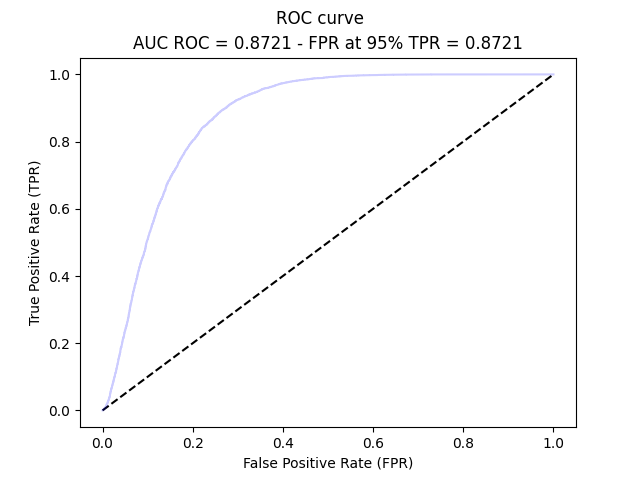 ROC curve
AUC ROC = 0.8721 - FPR at 95% TPR = 0.8721
1.0
0.8
0.6
0.4
0.2
0.0
True Positive Rate (TPR)
0.0 0.2 0.4 0.6 0.8 1.0
False Positive Rate (FPR)